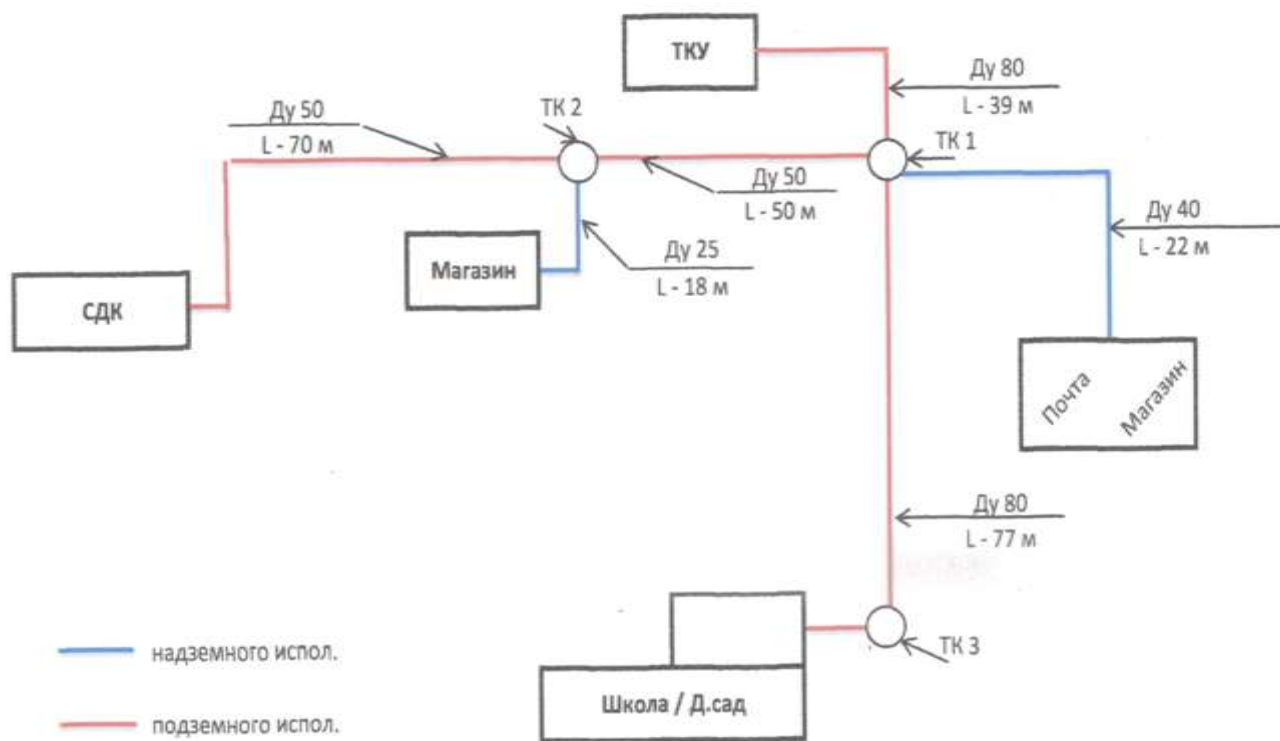 ТКУ
Ду 80
L - 39 м
Ду 50
L - 70 м
ТК 2
ТК 1
Ду 50
L - 50 м
Ду 40
L - 22 м
Магазин
Ду 25
L - 18 м
СДК
Почта
Магазин
Ду 80
L - 77 м
ТК 3
надземного испол.
Школа / Д.сад
подземного испол.